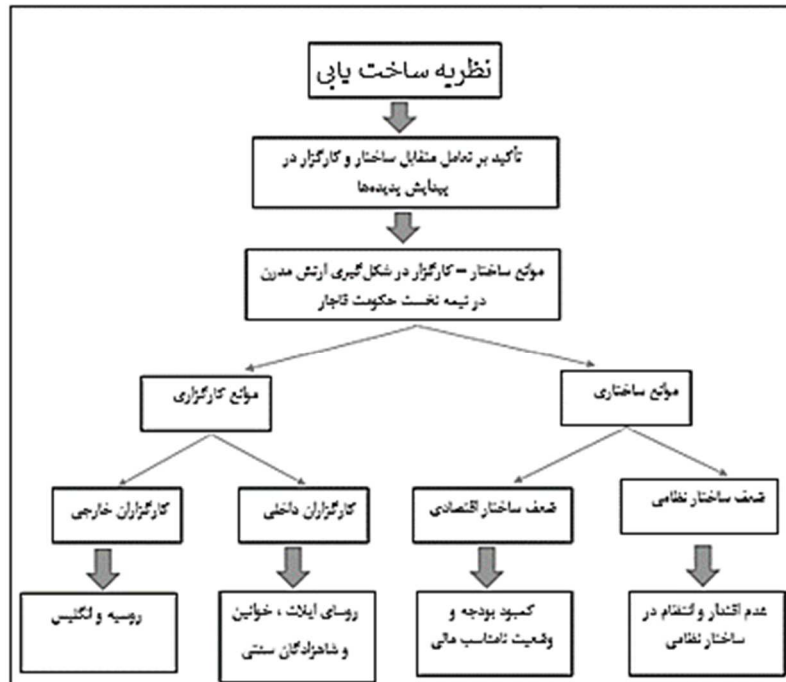 نظریه ساخت یابی
تأکید بر تعامل متقابل ساختار و کارگزار در
پیدایش پدیده‌ها
موانع ساختار – کارگزار در شکل‌گیری ارتش مدرن
در نیمه نخست حکومت قاجار
موانع ساختاری
موانع کارگزاری
ضعف ساختار نظامی
ضعف ساختار اقتصادی
کارگزاران داخلی
کارگزاران خارجی
عدم اقتدار و انتظام در
ساختار نظامی
کمبود بودجه و
وضعیت نامناسب مالی
روسای ایلات ، خوانین
و شاهزادگان سنتی
روسیه و انگلیس